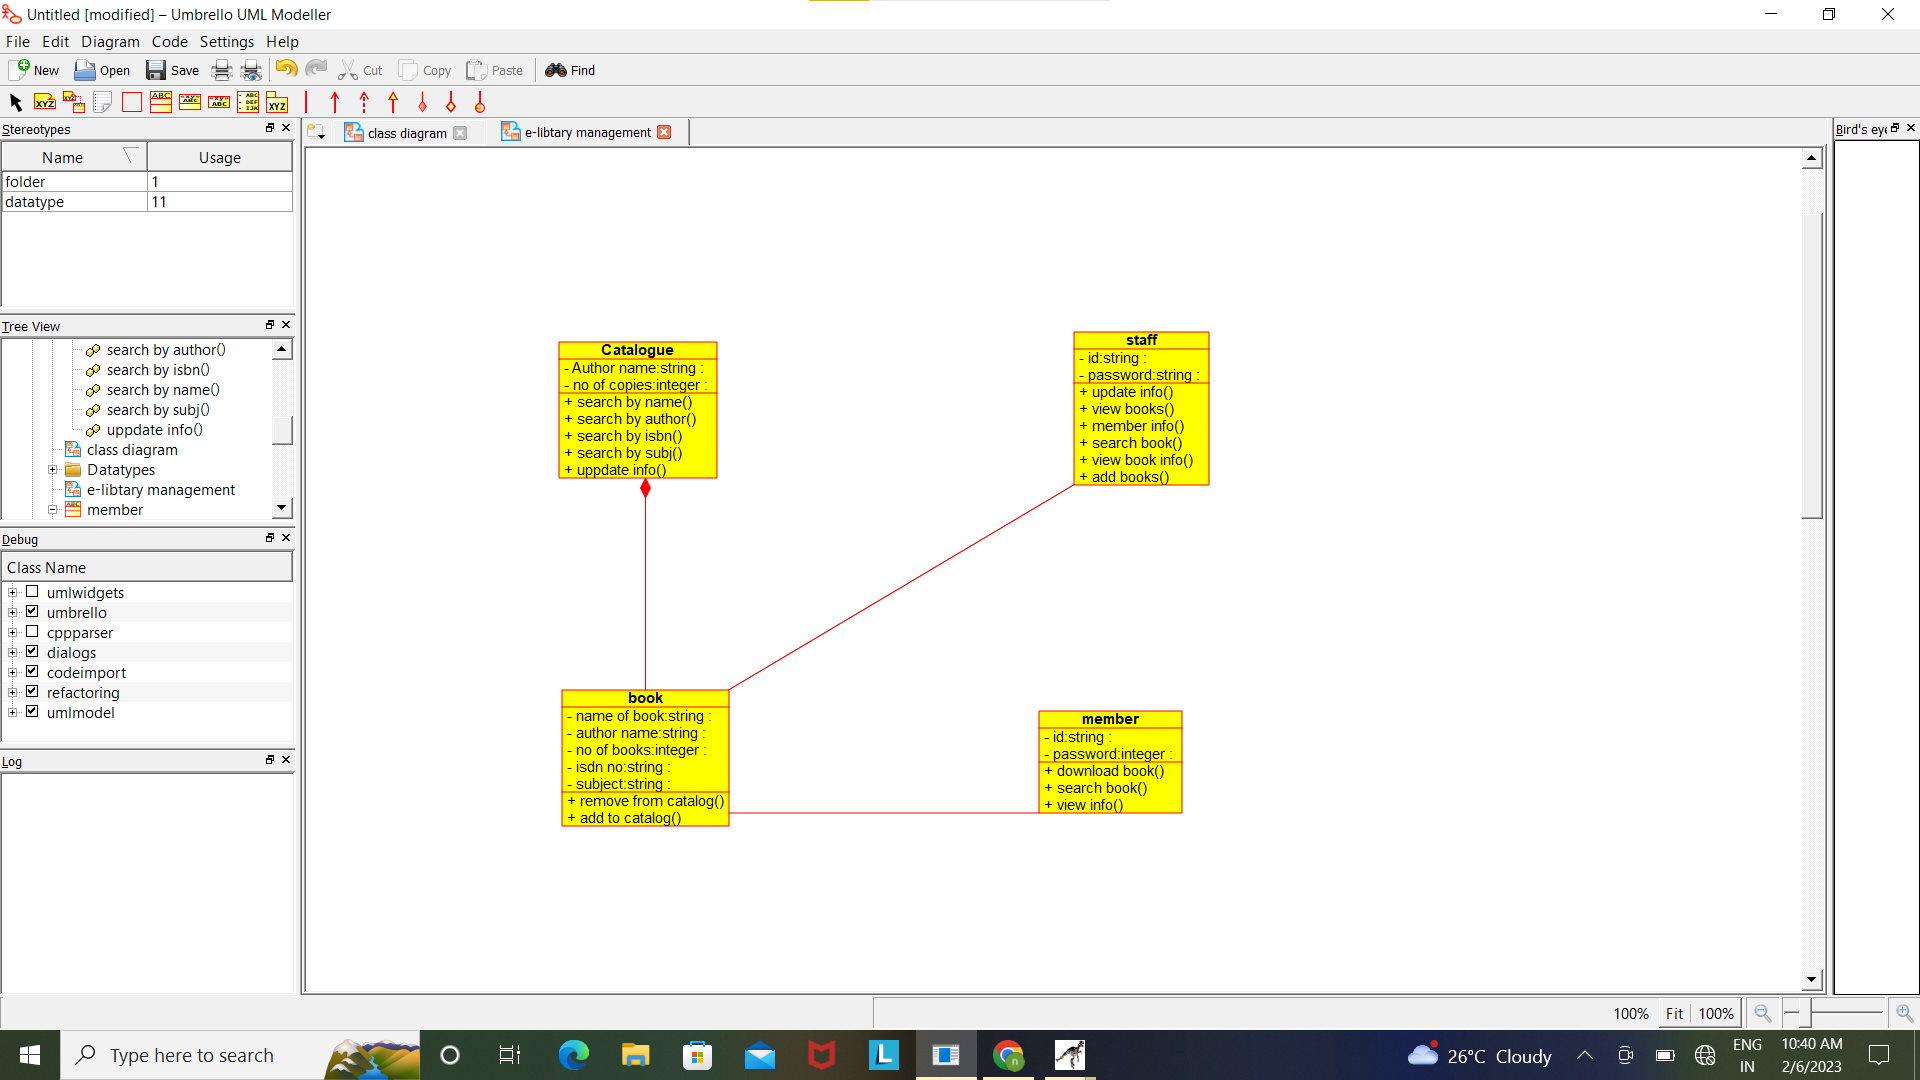 Untitled [modified] – Umbrello UML Modeller
File Edit Diagram Code Settings Help
New Open Save Cut Copy Paste Find
XYZ XYZ ABC ABC ABC DEF IJK XYZ
Stereotypes
Name Usage
folder 1
datatype 11
Tree View
search by author()
search by isbn()
search by name()
search by subj()
uppdate info()
class diagram
Datatypes
e-libtary management
member
Debug
Class Name
umlwidgets
umbrello
cppparser
dialogs
codeimport
refactoring
umlmodel
Log
class diagram
e-libtary management
Bird's eye
Catalogue
- Author name:string :
- no of copies:integer :
+ search by name()
+ search by author()
+ search by isbn()
+ search by subj()
+ uppdate info()
staff
- id:string :
- password:string :
+ update info()
+ view books()
+ member info()
+ search book()
+ view book info()
+ add books()
book
- name of book:string :
- author name:string :
- no of books:integer :
- isdn no:string :
- subject:string :
+ remove from catalog()
+ add to catalog()
member
- id:string :
- password:integer :
+ download book()
+ search book()
+ view info()
100% Fit 100%
Type here to search
L
n
26°C Cloudy
ENG
IN
10:40 AM
2/6/2023